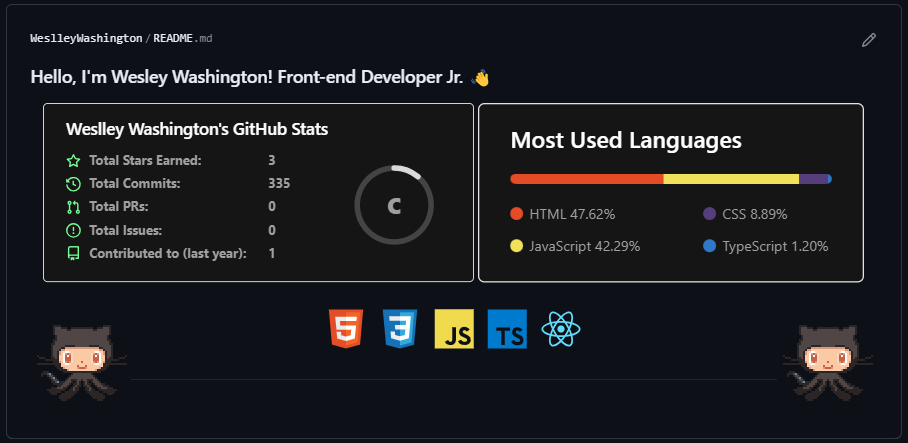 WeslleyWashington/README.md
Hello, I'm Wesley Washington! Front-end Developer Jr. 👋
Weslley Washington's GitHub Stats
Total Stars Earned: 3
Total Commits: 335
Total PRs: 0
Total Issues: 0
Contributed to (last year): 1
C
Most Used Languages
HTML 47.62%
CSS 8.89%
JavaScript 42.29%
TypeScript 1.20%
5
3
JS
TS